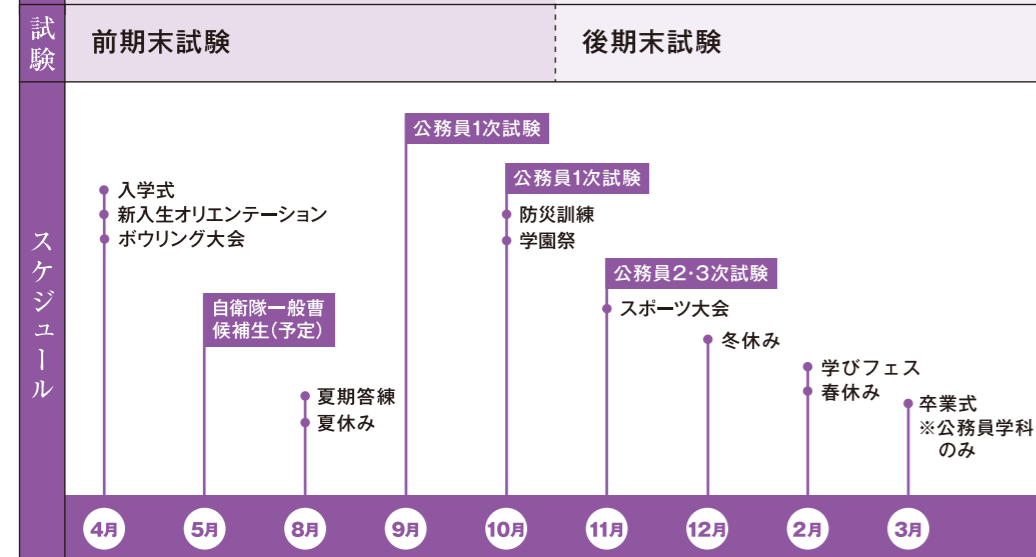 試験
前期末試験
後期末試験
スケジュール
公務員1次試験
公務員1次試験
入学式
新入生オリエンテーション
ボウリング大会
防災訓練
学園祭
公務員2・3次試験
スポーツ大会
自衛隊一般曹
候補生(予定)
冬休み
学びフェス
春休み
夏期答練
夏休み
卒業式
※公務員学科
のみ
4月
5月
8月
9月
10月
11月
12月
2月
3月